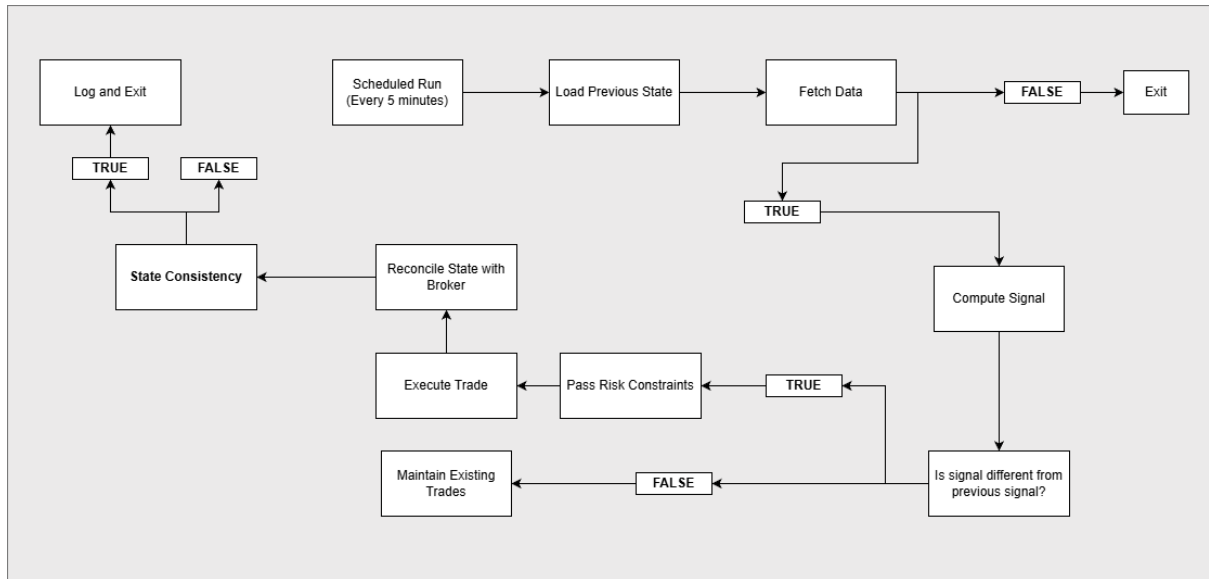 Log and Exit
Scheduled Run
(Every 5 minutes)
Load Previous State
Fetch Data
FALSE
Exit
TRUE
FALSE
TRUE
State Consistency
Reconcile State with
Broker
Compute Signal
Execute Trade
Pass Risk Constraints
TRUE
Maintain Existing
Trades
FALSE
Is signal different from
previous signal?